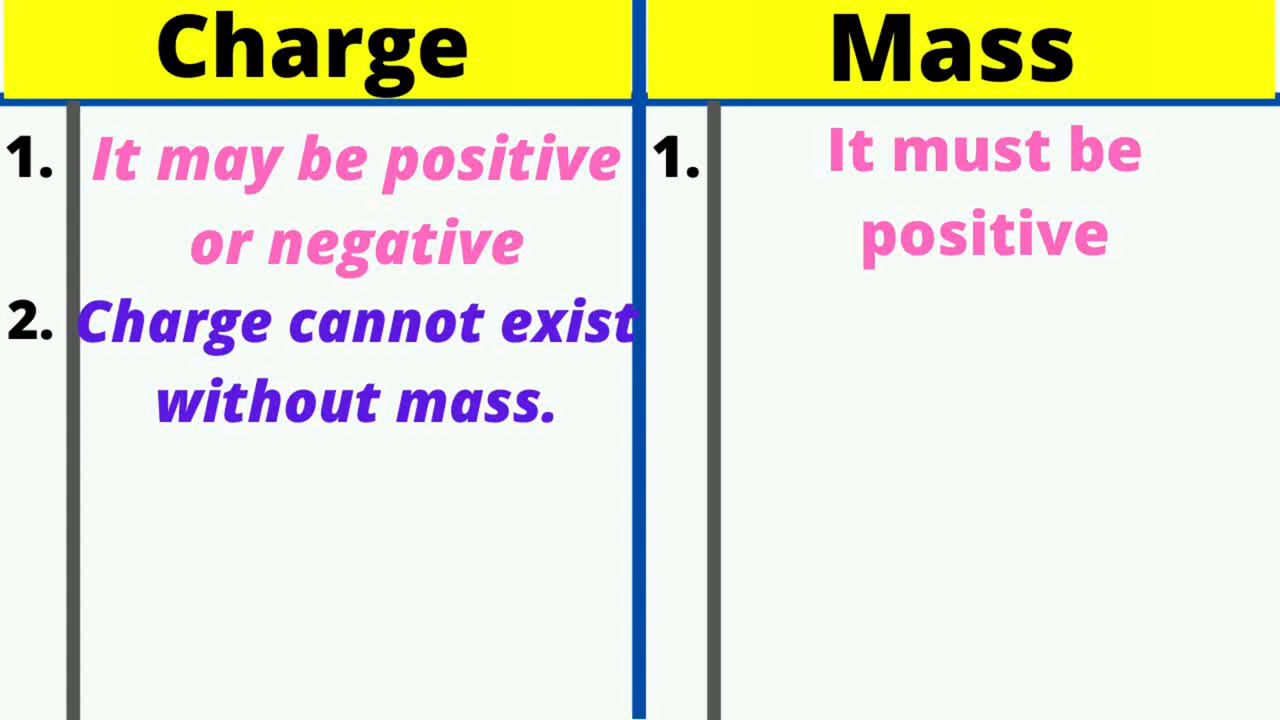 Charge
1. It may be positive
or negative
2. Charge cannot exist
without mass.
Mass
1. It must be
positive